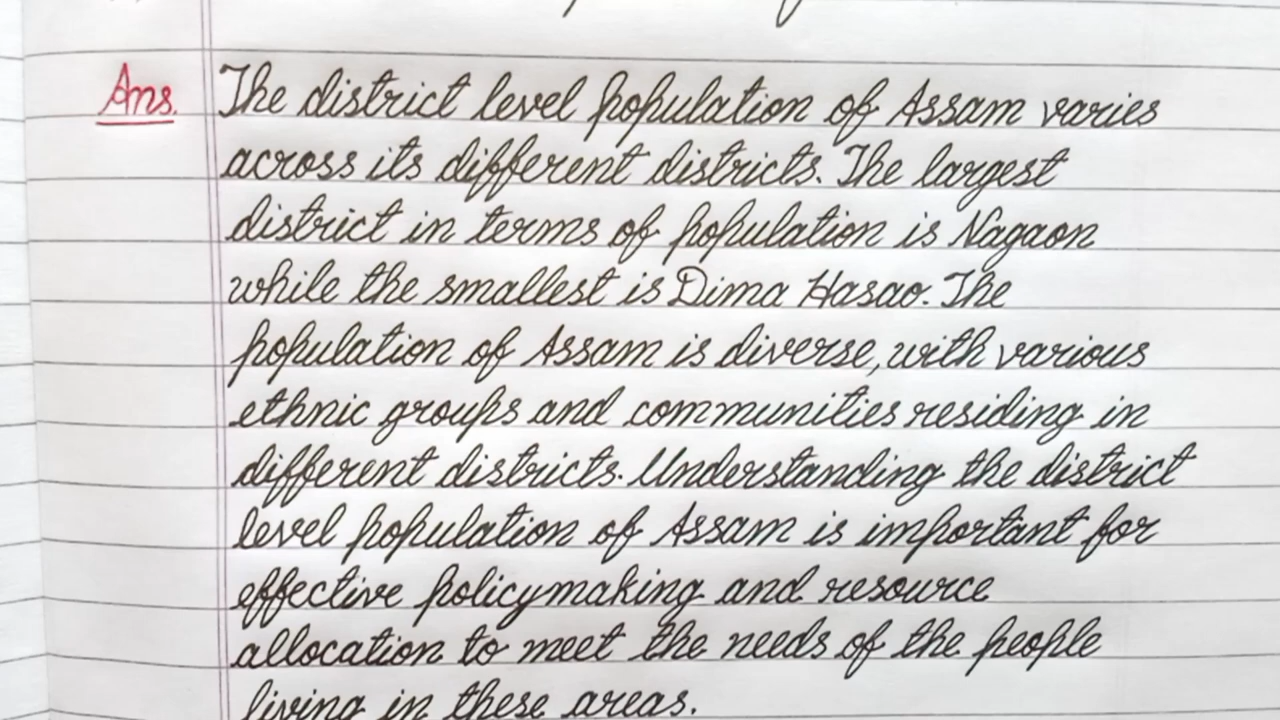 Ans. The district level population of Assam varies
across its different districts. The largest
district in terms of population is Nagaon
while the smallest is Dima Hasao. The
population of Assam is diverse, with various
ethnic groups and communities residing in
different districts. Understanding the district
level population of Assam is important for
effective policymaking and resource
allocation to meet the needs of the people
living in these areas.